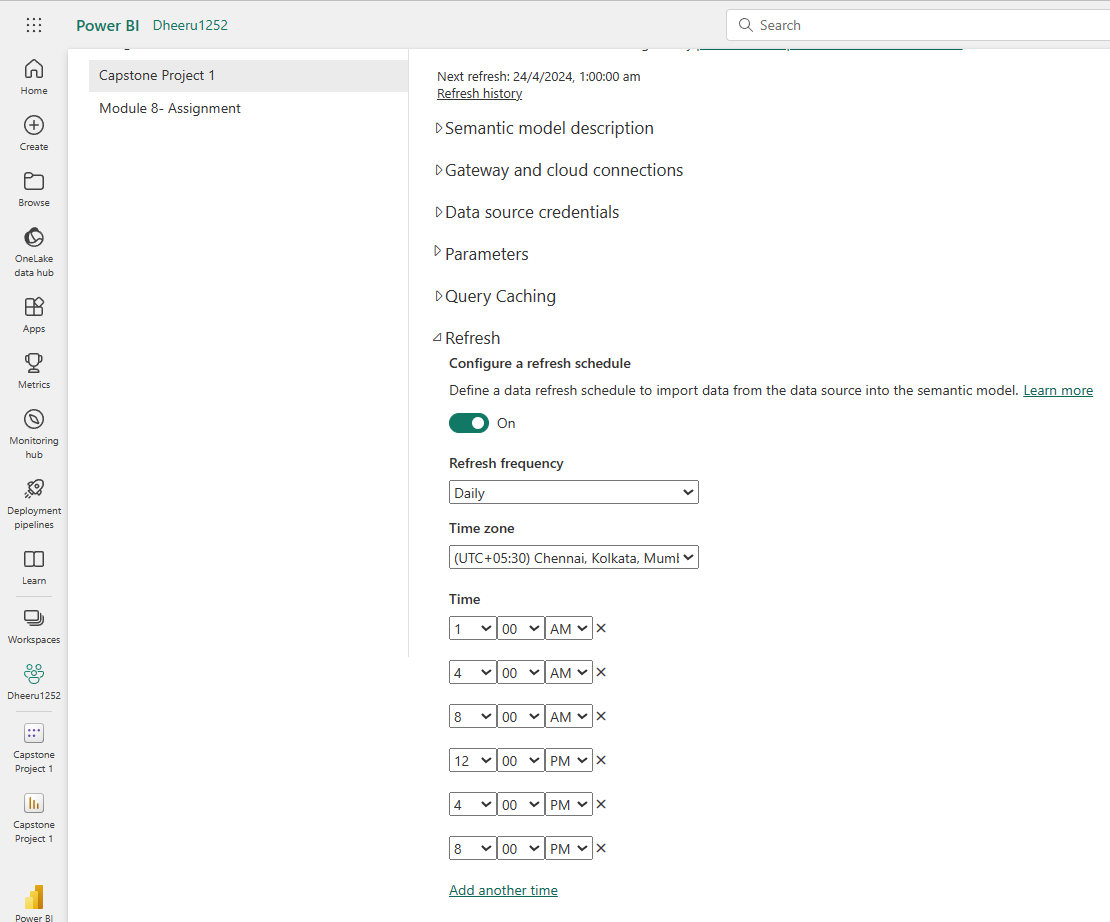 Power BI Dheeru1252
Search
Home
Create
Browse
OneLake
data hub
Apps
Metrics
Monitoring
hub
Deployment
pipelines
Learn
Workspaces
Dheeru1252
Capstone
Project 1
Capstone
Project 1
Power BI
Capstone Project 1
Module 8- Assignment
Next refresh: 24/4/2024, 1:00:00 am
Refresh history
Semantic model description
Gateway and cloud connections
Data source credentials
Parameters
Query Caching
Refresh
Configure a refresh schedule
Define a data refresh schedule to import data from the data source into the semantic model. Learn more
On
Refresh frequency
Daily
Time zone
(UTC+05:30) Chennai, Kolkata, Mumb
Time
1 00 AM
4 00 AM
8 00 AM
12 00 PM
4 00 PM
8 00 PM
Add another time